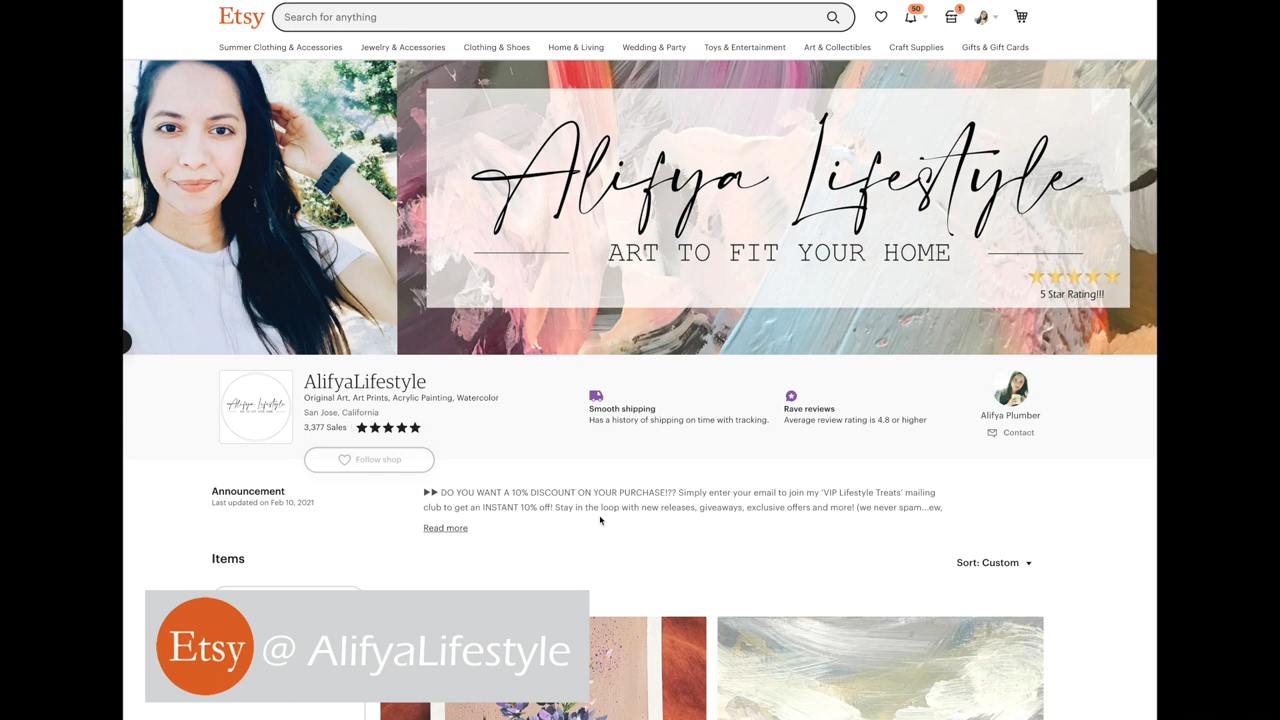 Etsy
Search for anything
50
1
Summer Clothing & Accessories Jewelry & Accessories Clothing & Shoes Home & Living Wedding & Party Toys & Entertainment Art & Collectibles Craft Supplies Gifts & Gift Cards
Alifya Lifestyle
ART TO FIT YOUR HOME
5 Star Rating!!!
Alifya Lifestyle
AlifyaLifestyle
Original Art, Art Prints, Acrylic Painting, Watercolor
San Jose, California
3,377 Sales
Follow shop
Smooth shipping
Has a history of shipping on time with tracking.
Rave reviews
Average review rating is 4.8 or higher
Alifya Plumber
Contact
Announcement
Last updated on Feb 10, 2021
▶▶ DO YOU WANT A 10% DISCOUNT ON YOUR PURCHASE!?? Simply enter your email to join my 'VIP Lifestyle Treats' mailing
club to get an INSTANT 10% off! Stay in the loop with new releases, giveaways, exclusive offers and more! (we never spam...ew,
Read more
Items
Sort: Custom
Etsy @ AlifyaLifestyle